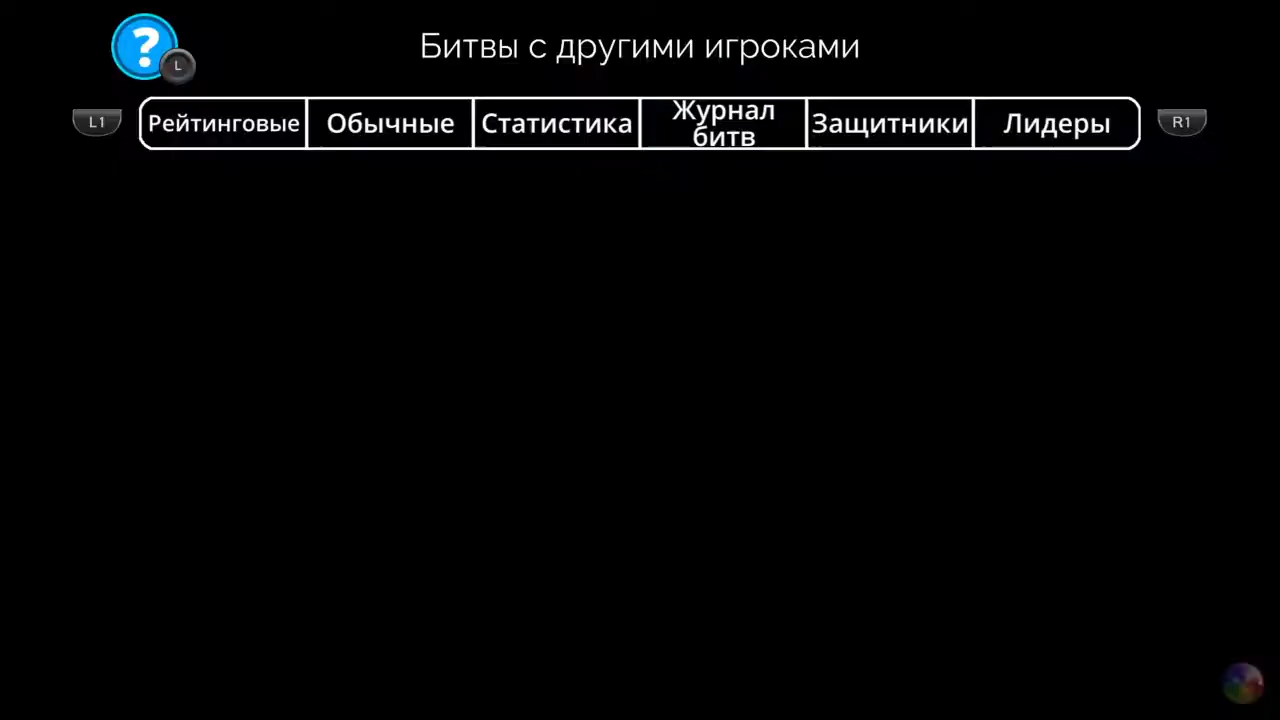 ?
L
Битвы с другими игроками
L1
Рейтинговые
Обычные
Статистика
Журнал
битв
Защитники
Лидеры
R1